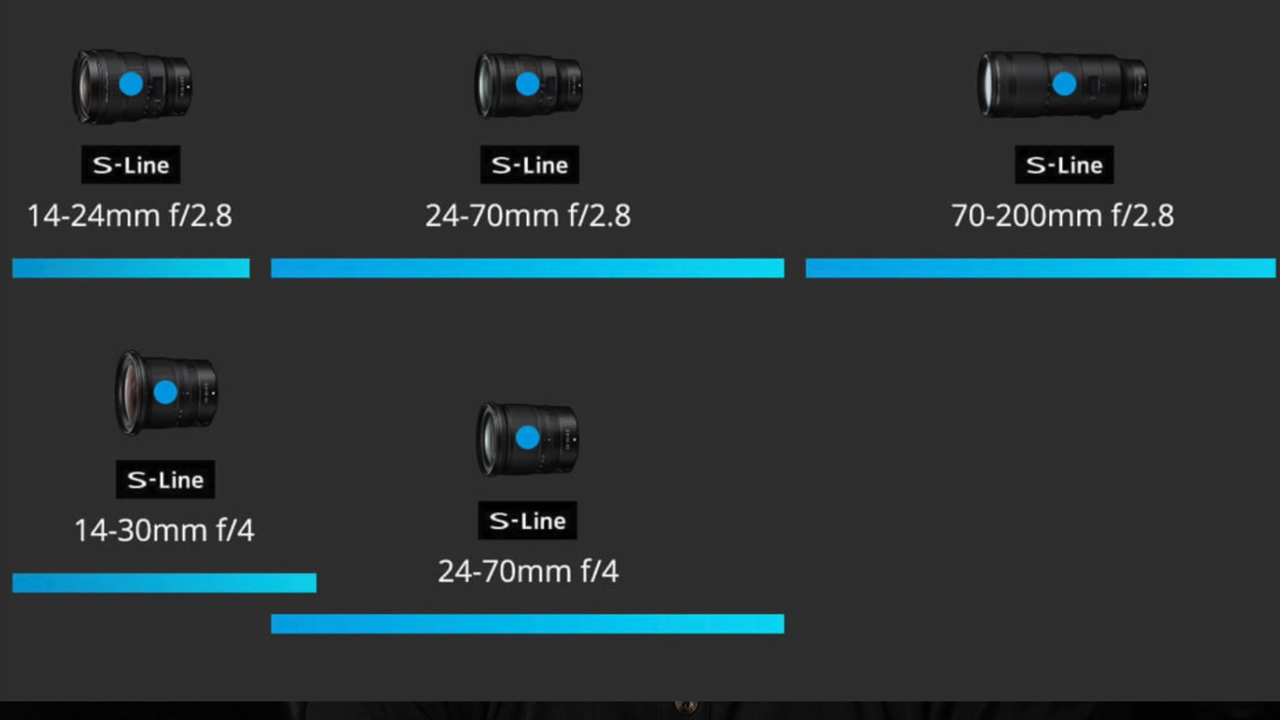 S-Line
14-24mm f/2.8
S-Line
24-70mm f/2.8
S-Line
70-200mm f/2.8
S-Line
14-30mm f/4
S-Line
24-70mm f/4